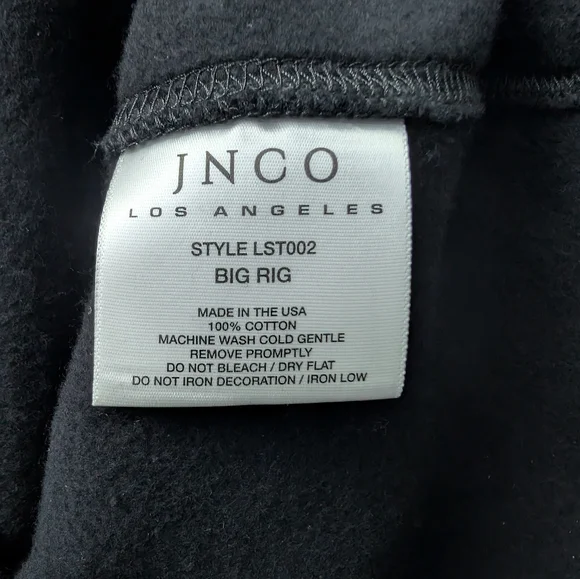 JNCO
LOS ANGELES
STYLE LST002
BIG RIG
MADE IN THE USA
100% COTTON
MACHINE WASH COLD GENTLE
REMOVE PROMPTLY
DO NOT BLEACH / DRY FLAT
DO NOT IRON DECORATION / IRON LOW